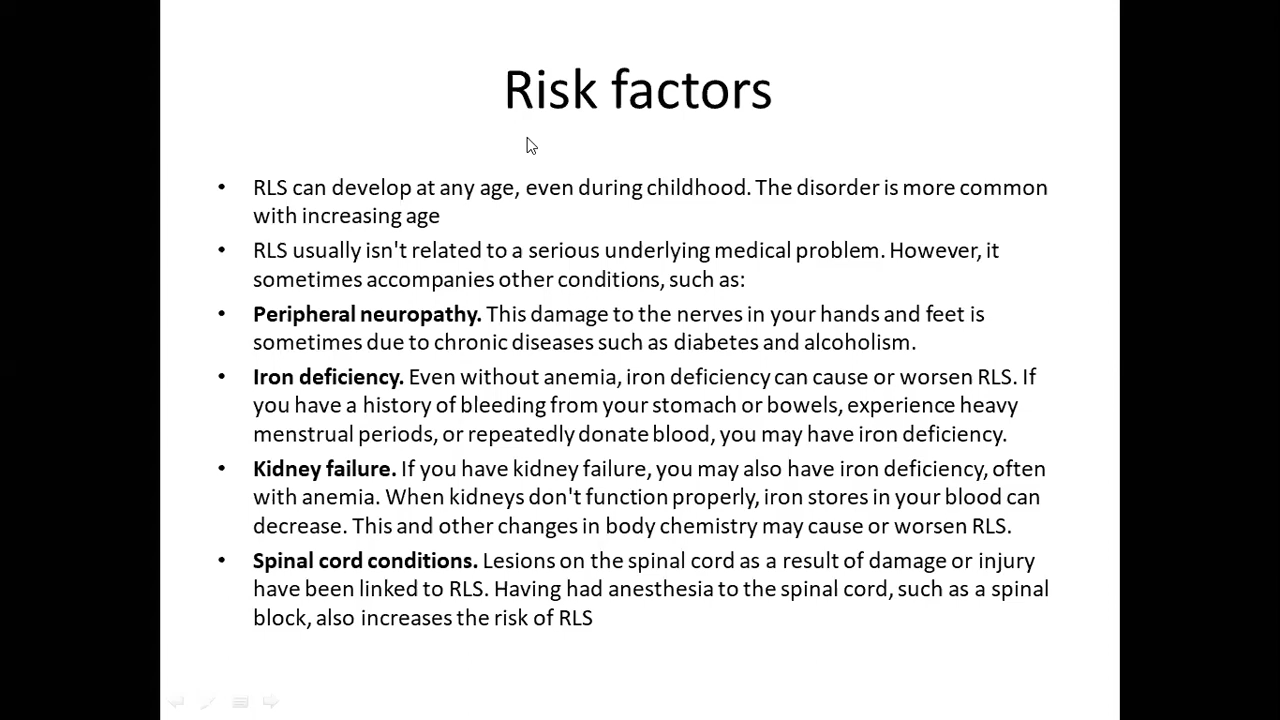 Risk factors
• RLS can develop at any age, even during childhood. The disorder is more common
with increasing age
• RLS usually isn't related to a serious underlying medical problem. However, it
sometimes accompanies other conditions, such as:
• Peripheral neuropathy. This damage to the nerves in your hands and feet is
sometimes due to chronic diseases such as diabetes and alcoholism.
• Iron deficiency. Even without anemia, iron deficiency can cause or worsen RLS. If
you have a history of bleeding from your stomach or bowels, experience heavy
menstrual periods, or repeatedly donate blood, you may have iron deficiency.
• Kidney failure. If you have kidney failure, you may also have iron deficiency, often
with anemia. When kidneys don't function properly, iron stores in your blood can
decrease. This and other changes in body chemistry may cause or worsen RLS.
• Spinal cord conditions. Lesions on the spinal cord as a result of damage or injury
have been linked to RLS. Having had anesthesia to the spinal cord, such as a spinal
block, also increases the risk of RLS